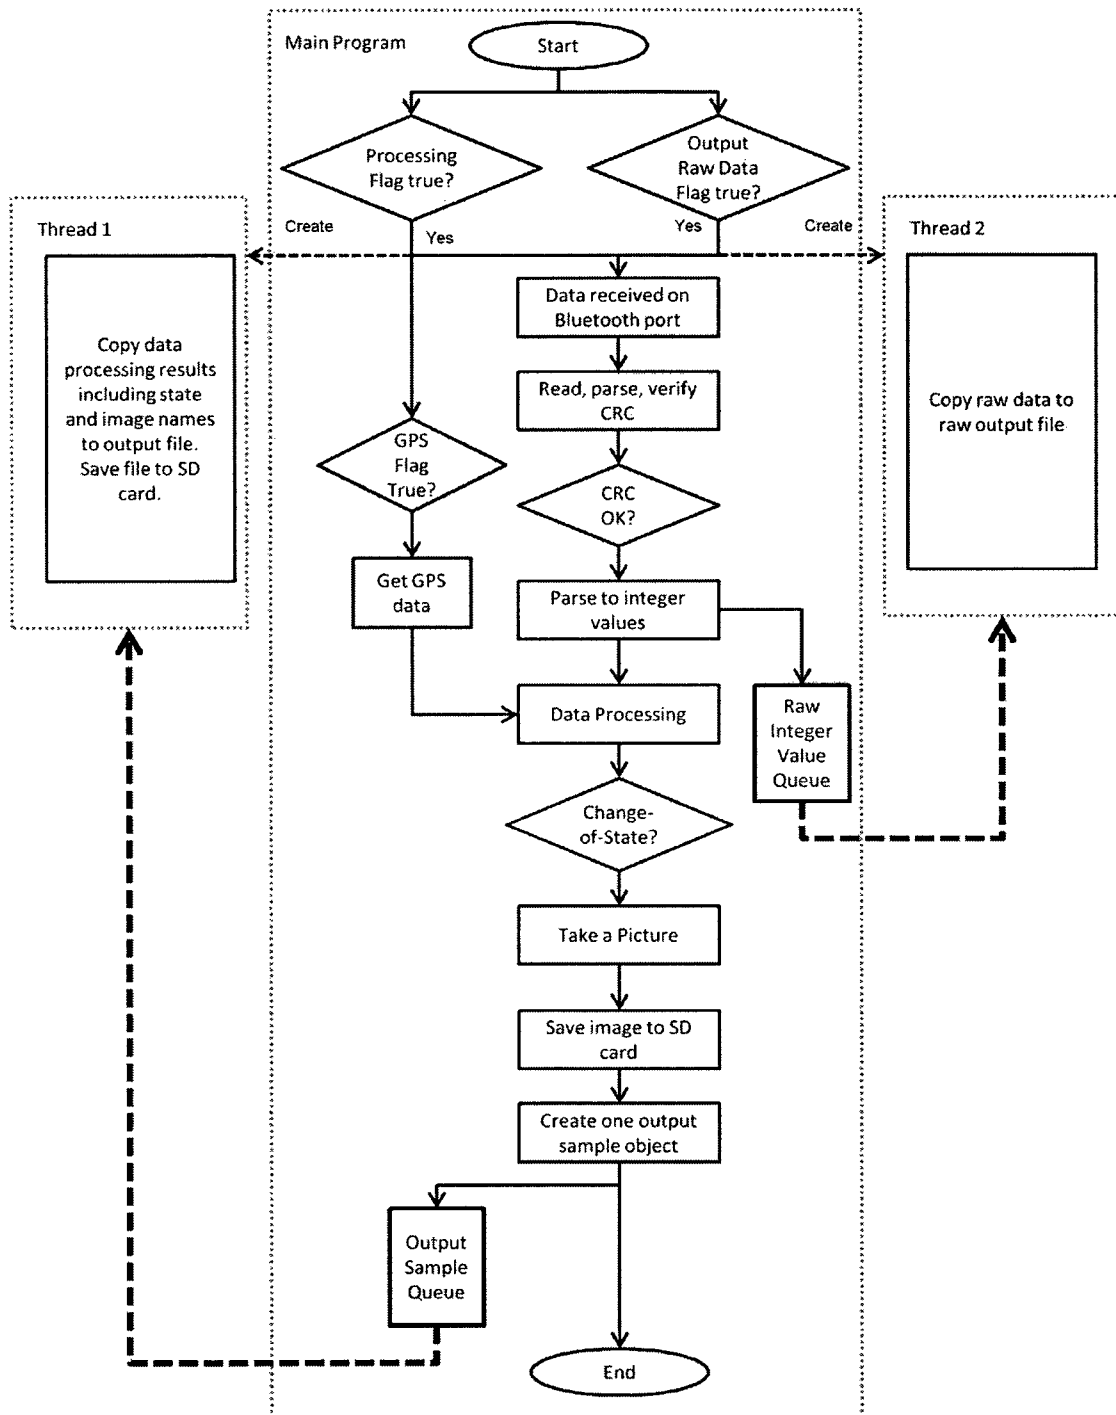 Main Program
Start
Processing
Flag true?
Output
Raw Data
Flag true?
Thread 1
Create
Yes
Yes
Create
Thread 2
Data received on
Bluetooth port
Copy data
processing results
including state
and image names
to output file.
Save file to SD
card.
Read, parse, verify
CRC
Copy raw data to
raw output file
GPS
Flag
True?
CRC
OK?
Get GPS
data
Parse to integer
values
Data Processing
Raw
Integer
Value
Queue
Change-
of-State?
Take a Picture
Save image to SD
card
Create one output
sample object
Output
Sample
Queue
End